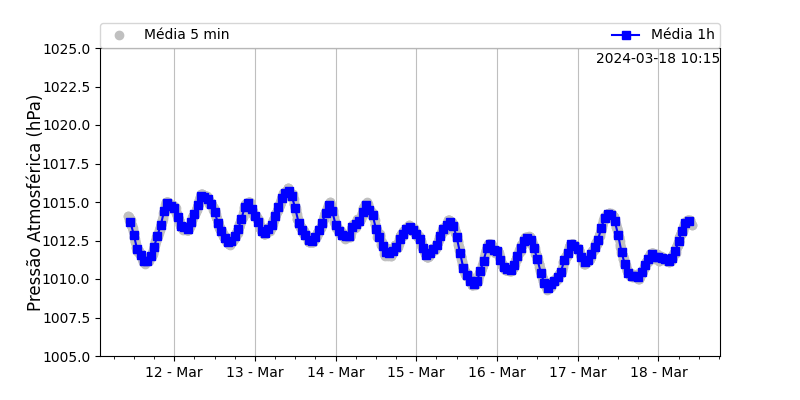 Média 5 min
Média 1h
2024-03-18 10:15
Pressão Atmosférica (hPa)
1025.0
1022.5
1020.0
1017.5
1015.0
1012.5
1010.0
1007.5
1005.0
12 - Mar
13 - Mar
14 - Mar
15 - Mar
16 - Mar
17 - Mar
18 - Mar